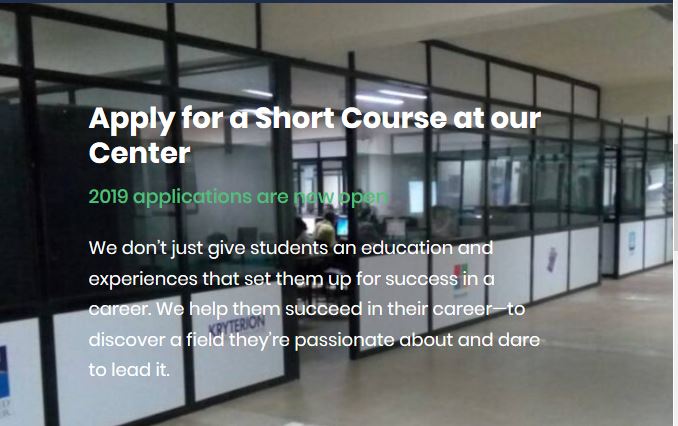 Apply for a Short Course at our
Center
2019 applications are now open
We don't just give students an education and
experiences that set them up for success in a
career. We help them succeed in their career—to
discover a field they're passionate about and dare
to lead it.
KRYTERION